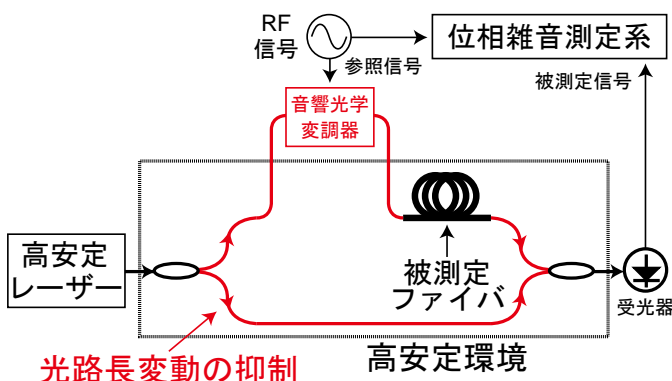 RF
信号
位相雑音測定系
参照信号
被測定信号
音響光学
変調器
高安定
レーザー
被測定
ファイバ
受光器
光路長変動の抑制
高安定環境